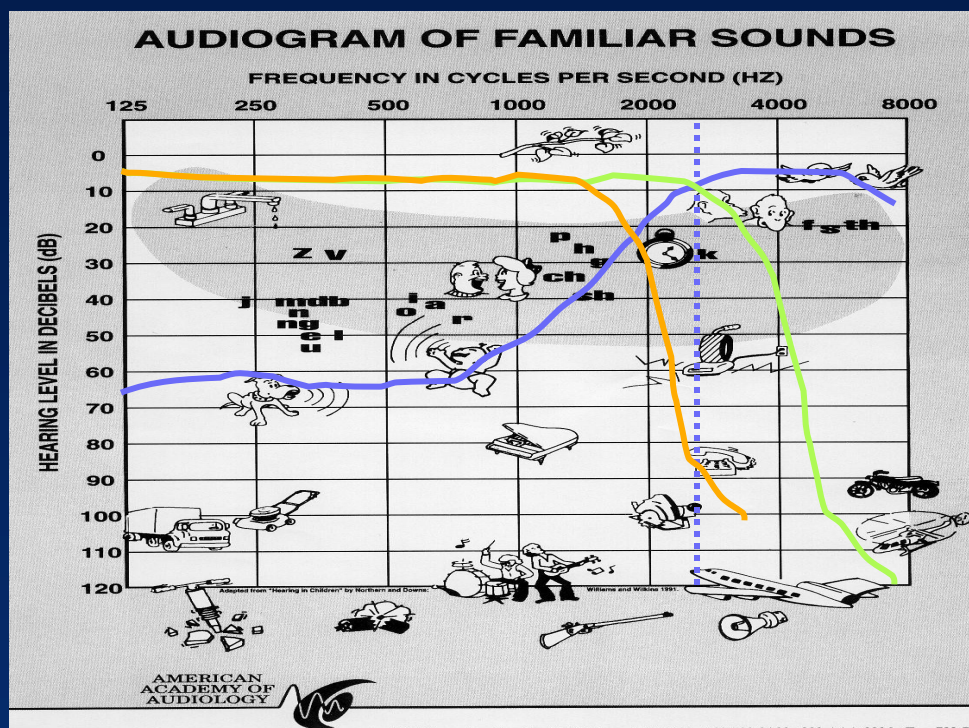 AUDIOGRAM OF FAMILIAR SOUNDS
FREQUENCY IN CYCLES PER SECOND (HZ)
125 250 500 1000 2000 4000 8000
HEARING LEVEL IN DECIBELS (dB)
0
10
20
30
40
50
60
70
80
90
100
110
120
z v
j mdb
n
ng
e l
u
i
o a
r
p
h
g
ch
sh
k
f s th
Adapted from "Hearing in Children" by Northern and Downs: Williams and Wilkins 1991.
AMERICAN
ACADEMY OF
AUDIOLOGY